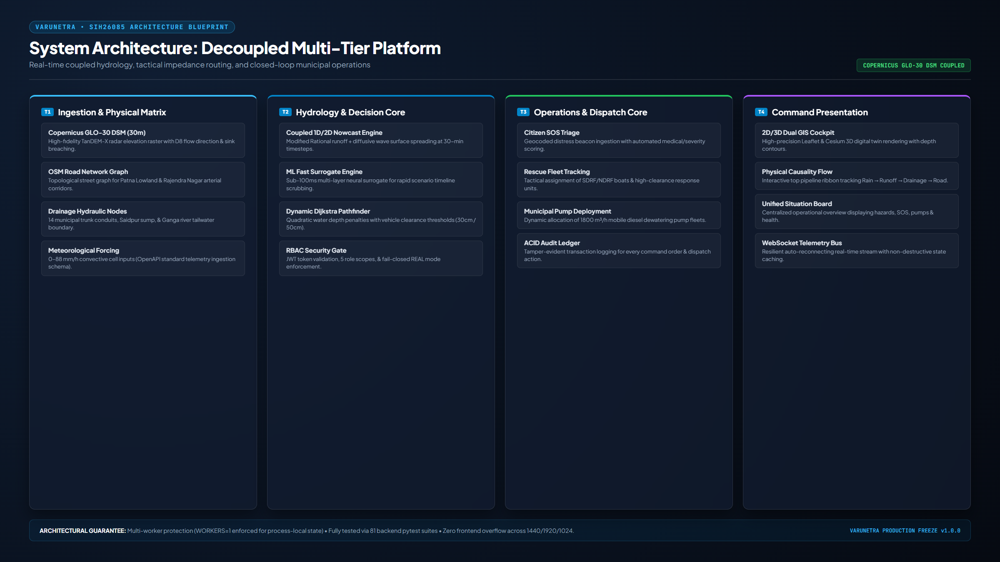 VARUNETRA • SIH26085 ARCHITECTURE BLUEPRINT
System Architecture: Decoupled Multi-Tier Platform
Real-time coupled hydrology, tactical impedance routing, and closed-loop municipal operations
COPERNICUS GLO-30 DSM COUPLED
T1 Ingestion & Physical Matrix
Copernicus GLO-30 DSM (30m)
High-fidelity TanDEM-X radar elevation raster with D8 flow direction & sink
breaching.
OSM Road Network Graph
Topological street graph for Patna Lowland & Rajendra Nagar arterial
corridors.
Drainage Hydraulic Nodes
14 municipal trunk conduits, Saidpur sump, & Ganga river tailwater
boundary.
Meteorological Forcing
0-88 mm/h convective cell inputs (OpenAPI standard telemetry ingestion
schema).
T2 Hydrology & Decision Core
Coupled 1D/2D Nowcast Engine
Modified Rational runoff + diffusive wave surface spreading at 30-min
timesteps.
ML Fast Surrogate Engine
Sub-100ms multi-layer neural surrogate for rapid scenario timeline
scrubbing.
Dynamic Dijkstra Pathfinder
Quadratic water depth penalties with vehicle clearance thresholds (30cm /
50cm).
RBAC Security Gate
JWT token validation, 5 role scopes, & fail-closed REAL mode
enforcement.
T3 Operations & Dispatch Core
Citizen SOS Triage
Geocoded distress beacon ingestion with automated medical/severity
scoring.
Rescue Fleet Tracking
Tactical assignment of SDRF/NDRF boats & high-clearance response
units.
Municipal Pump Deployment
Dynamic allocation of 1800 m³/h mobile diesel dewatering pump fleets.
ACID Audit Ledger
Tamper-evident transaction logging for every command order & dispatch
action.
T4 Command Presentation
2D/3D Dual GIS Cockpit
High-precision Leaflet & Cesium 3D digital twin rendering with depth
contours.
Physical Causality Flow
Interactive top pipeline ribbon tracking Rain → Runoff → Drainage → Road.
Unified Situation Board
Centralized operational overview displaying hazards, SOS, pumps &
health.
WebSocket Telemetry Bus
Resilient auto-reconnecting real-time stream with non-destructive state
caching.
ARCHITECTURAL GUARANTEE: Multi-worker protection (WORKERS=1 enforced for process-local state) • Fully tested via 81 backend pytest suites • Zero frontend overflow across 1440/1920/1024.
VARUNETRA PRODUCTION FREEZE v1.0.0